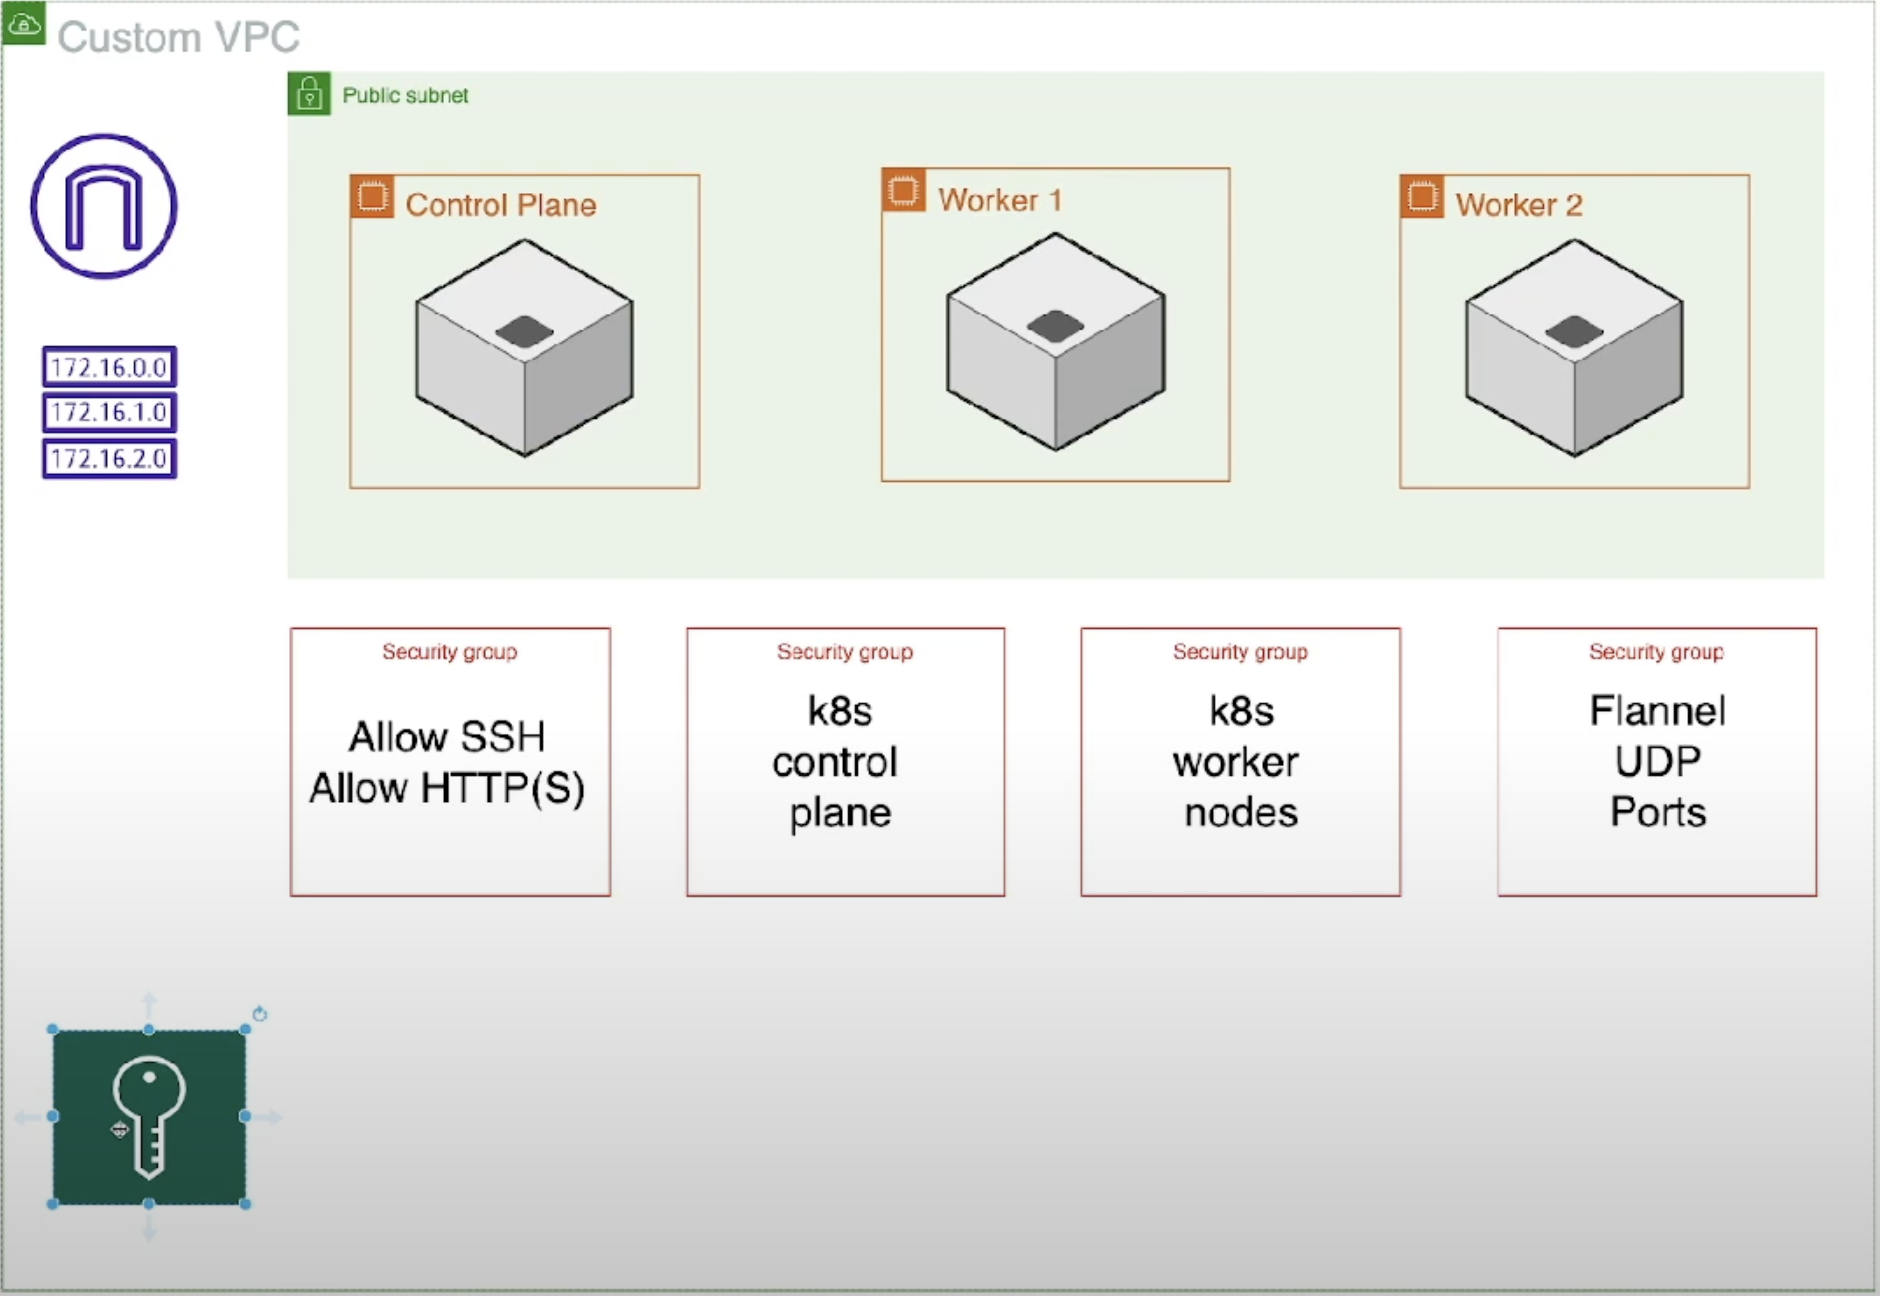 Custom VPC
Public subnet
Control Plane
Worker 1
Worker 2
172.16.0.0
172.16.1.0
172.16.2.0
Security group
Allow SSH
Allow HTTP(S)
Security group
k8s
control
plane
Security group
k8s
worker
nodes
Security group
Flannel
UDP
Ports